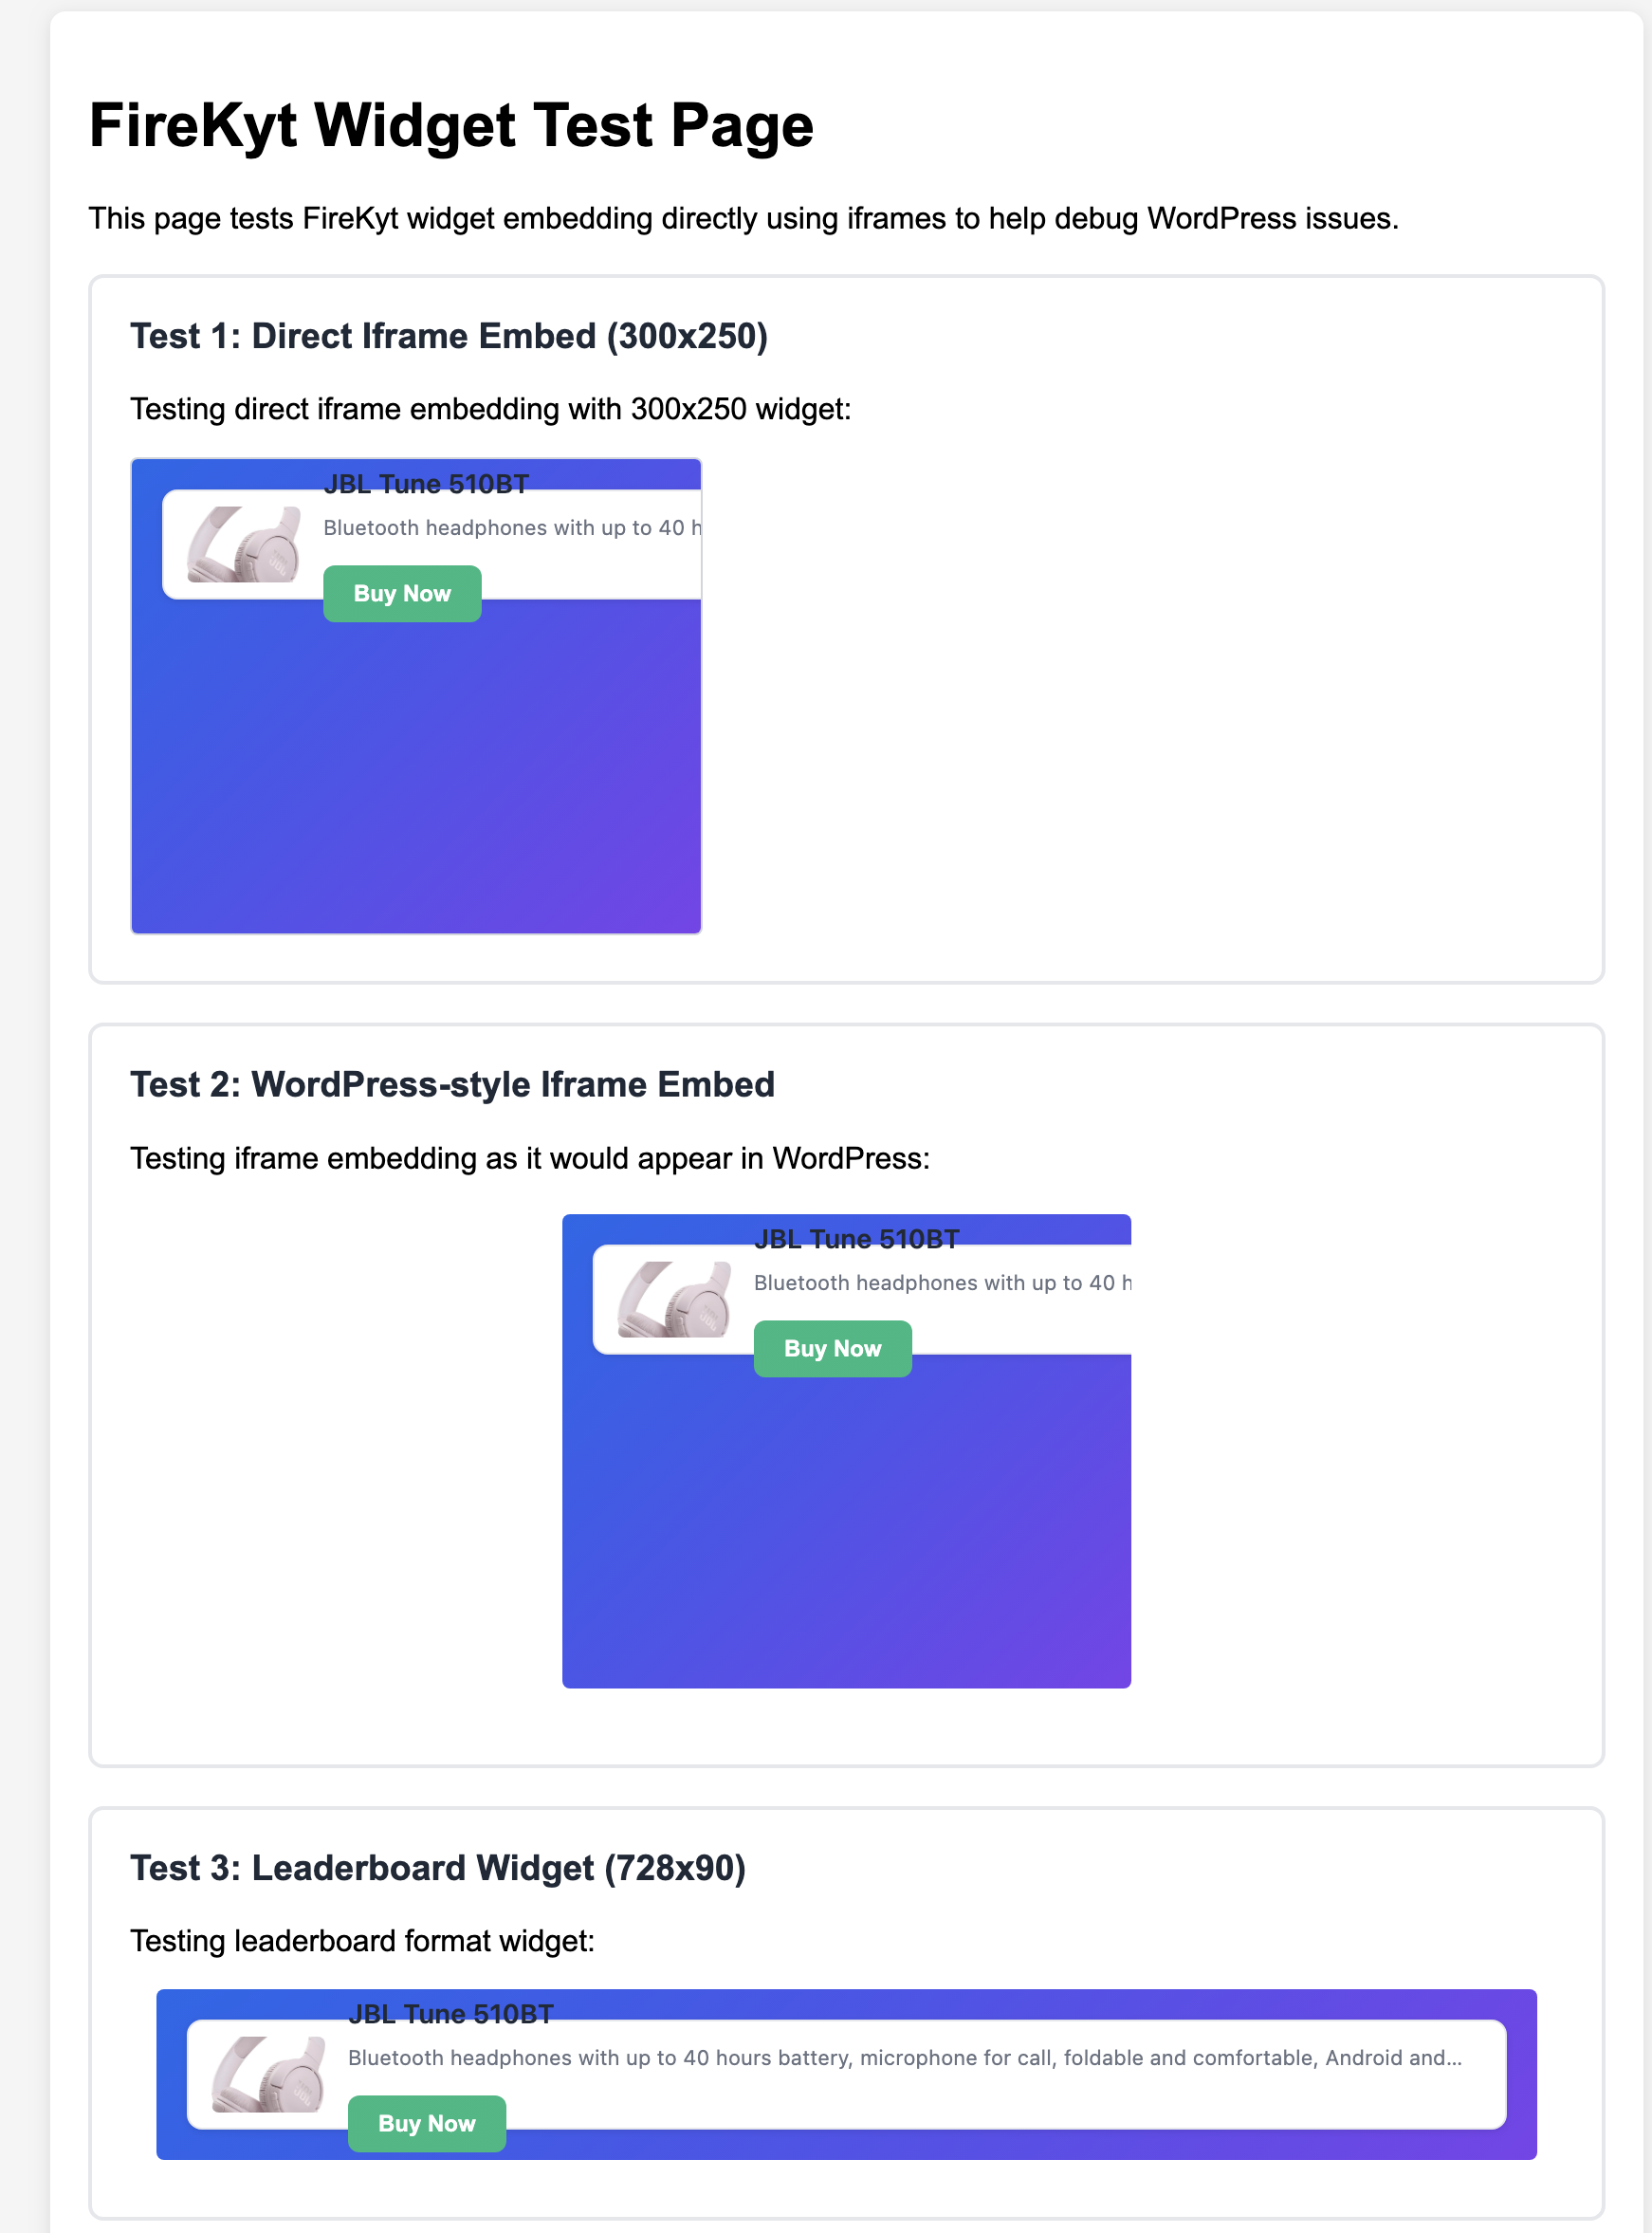 FireKyt Widget Test Page
This page tests FireKyt widget embedding directly using iframes to help debug WordPress issues.
Test 1: Direct Iframe Embed (300x250)
Testing direct iframe embedding with 300x250 widget:
JBL Tune 510BT
Bluetooth headphones with up to 40 h
Buy Now
Test 2: WordPress-style Iframe Embed
Testing iframe embedding as it would appear in WordPress:
JBL Tune 510BT
Bluetooth headphones with up to 40 h
Buy Now
Test 3: Leaderboard Widget (728x90)
Testing leaderboard format widget:
JBL Tune 510BT
Bluetooth headphones with up to 40 hours battery, microphone for call, foldable and comfortable, Android and...
Buy Now